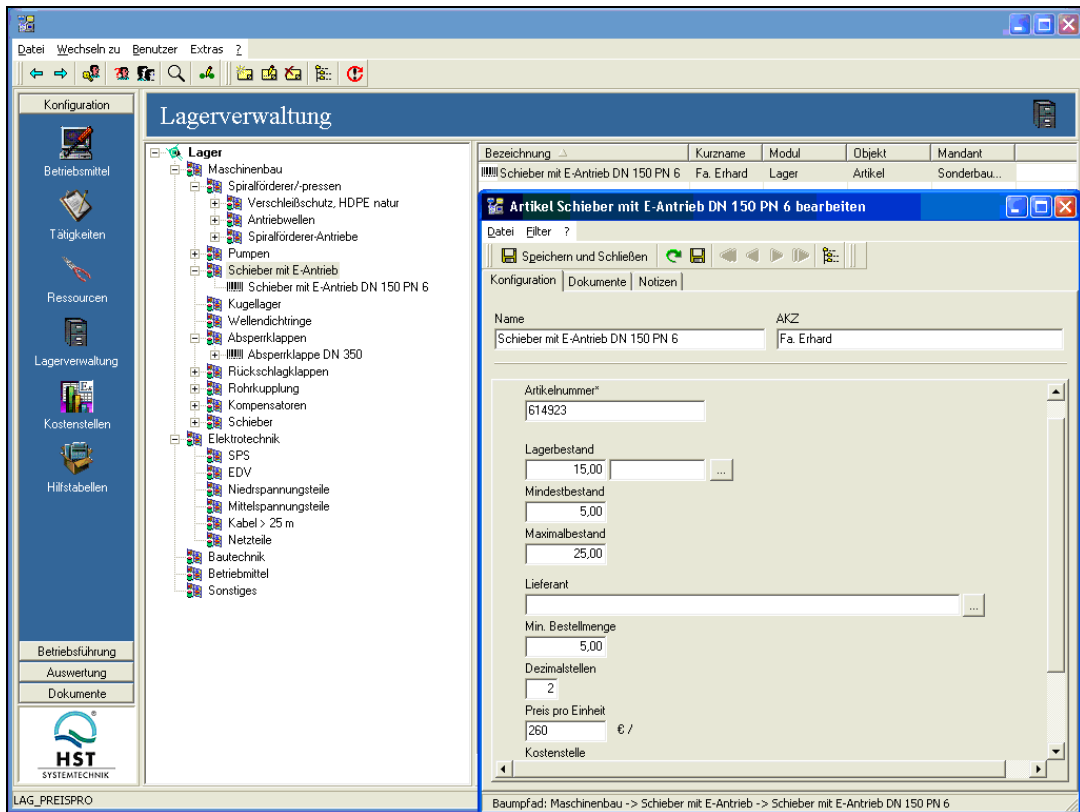 Datei Wechseln zu Benutzer Extras ?
Konfiguration
Betriebsmittel
Tätigkeiten
Ressourcen
Lagerverwaltung
Kostenstellen
Hilfstabellen
Betriebsführung
Auswertung
Dokumente
HST
SYSTEMTECHNIK
LAG_PREISPRO
Lagerverwaltung
Lager
Maschinenbau
Spiralförderer/-pressen
Verschleißschutz, HDPE natur
Antriebwellen
Spiralförderer-Antriebe
Pumpen
Schieber mit E-Antrieb
Schieber mit E-Antrieb DN 150 PN 6
Kugellager
Wellendichtringe
Absperrklappen
Absperrklappe DN 350
Rückschlagklappen
Rohrkupplung
Kompensatoren
Schieber
Elektrotechnik
SPS
EDV
Niedrspannungsteile
Mittelspannungsteile
Kabel > 25 m
Netzteile
Bautechnik
Betriebmittel
Sonstiges
Bezeichnung Kurzname Modul Objekt Mandant
Schieber mit E-Antrieb DN 150 PN 6 Fa. Erhard Lager Artikel Sonderbau...
Artikel Schieber mit E-Antrieb DN 150 PN 6 bearbeiten
Datei Filter ?
Speichern und Schließen
Konfiguration Dokumente Notizen
Name AKZ
Schieber mit E-Antrieb DN 150 PN 6 Fa. Erhard
Artikelnummer*
614923
Lagerbestand
15,00 ...
Mindestbestand
5,00
Maximalbestand
25,00
Lieferant
...
Min. Bestellmenge
5,00
Dezimalstellen
2
Preis pro Einheit
260 € /
Kostenstelle
Baumpfad: Maschinenbau -> Schieber mit E-Antrieb -> Schieber mit E-Antrieb DN 150 PN 6